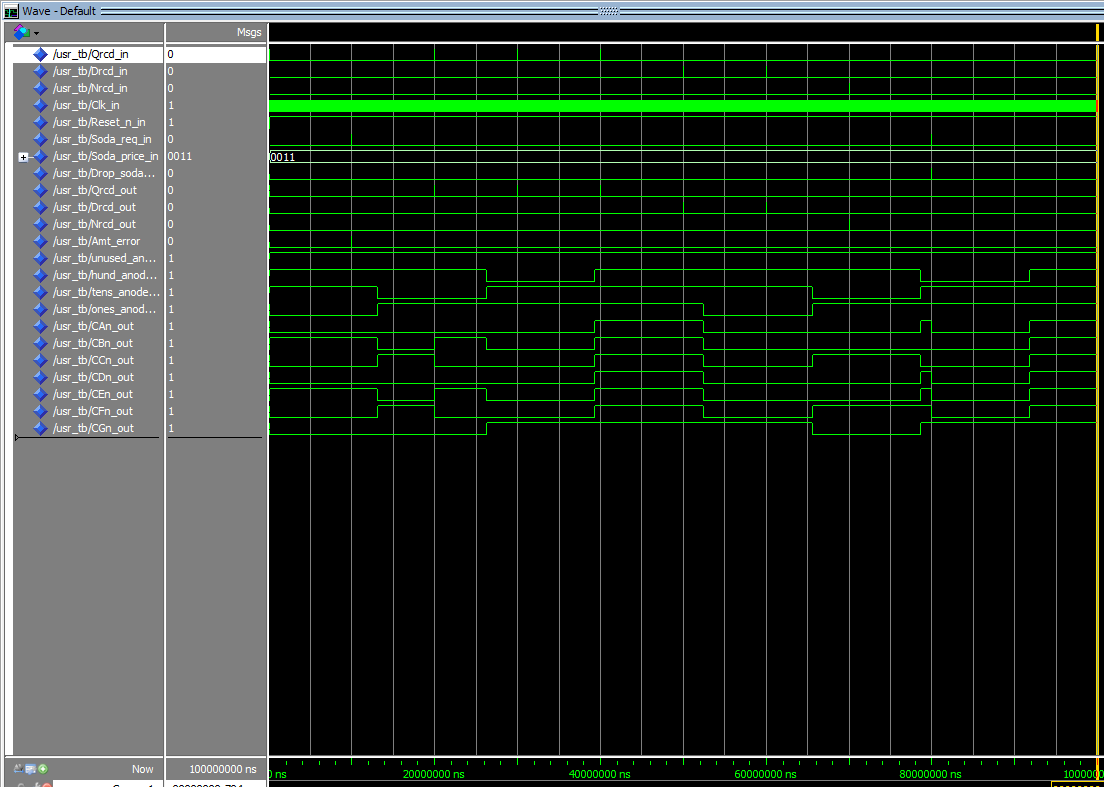 Wave - Default
Msgs
/usr_tb/Qrcd_in 0
/usr_tb/Drcd_in 0
/usr_tb/Nrcd_in 0
/usr_tb/Clk_in 1
/usr_tb/Reset_n_in 1
/usr_tb/Soda_req_in 0
/usr_tb/Soda_price_in 0011 0011
/usr_tb/Drop_soda... 0
/usr_tb/Qrcd_out 0
/usr_tb/Drcd_out 0
/usr_tb/Nrcd_out 0
/usr_tb/Amt_error 0
/usr_tb/unused_an... 1
/usr_tb/hund_anod... 1
/usr_tb/tens_anode... 1
/usr_tb/ones_anod... 1
/usr_tb/CAn_out 1
/usr_tb/CBn_out 1
/usr_tb/CCn_out 1
/usr_tb/CDn_out 1
/usr_tb/CEn_out 1
/usr_tb/CFn_out 1
/usr_tb/CGn_out 1
Now 100000000 ns
ns 20000000 ns 40000000 ns 60000000 ns 80000000 ns 1000000